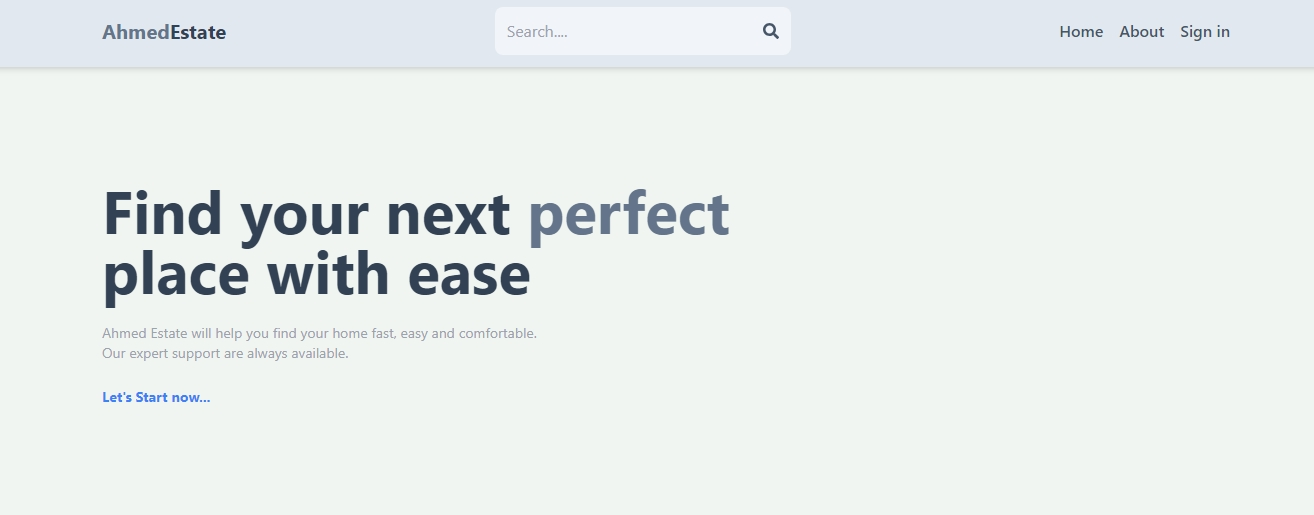 AhmedEstate
Search....
Home About Sign in
Find your next perfect
place with ease
Ahmed Estate will help you find your home fast, easy and comfortable.
Our expert support are always available.
Let's Start now...